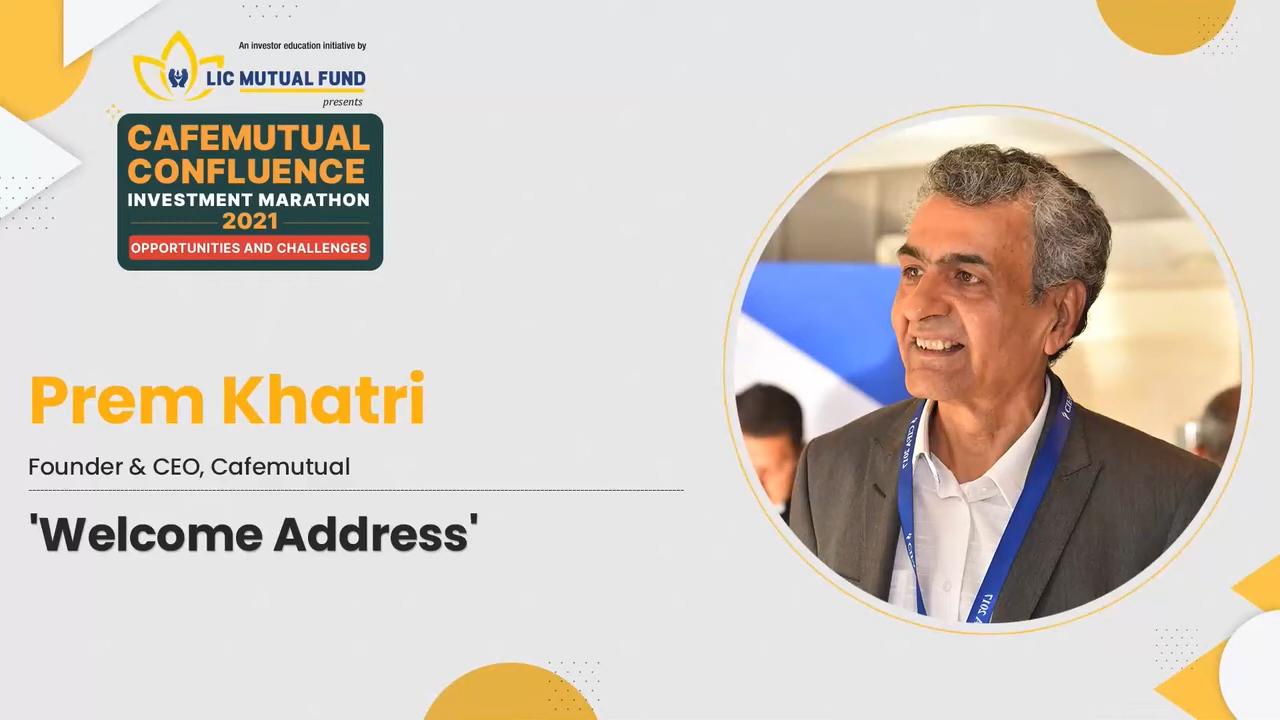 An investor education initiative by
LIC MUTUAL FUND
presents
CAFEMUTUAL
CONFLUENCE
INVESTMENT MARATHON
2021
OPPORTUNITIES AND CHALLENGES
Prem Khatri
Founder & CEO, Cafemutual
'Welcome Address'
2017